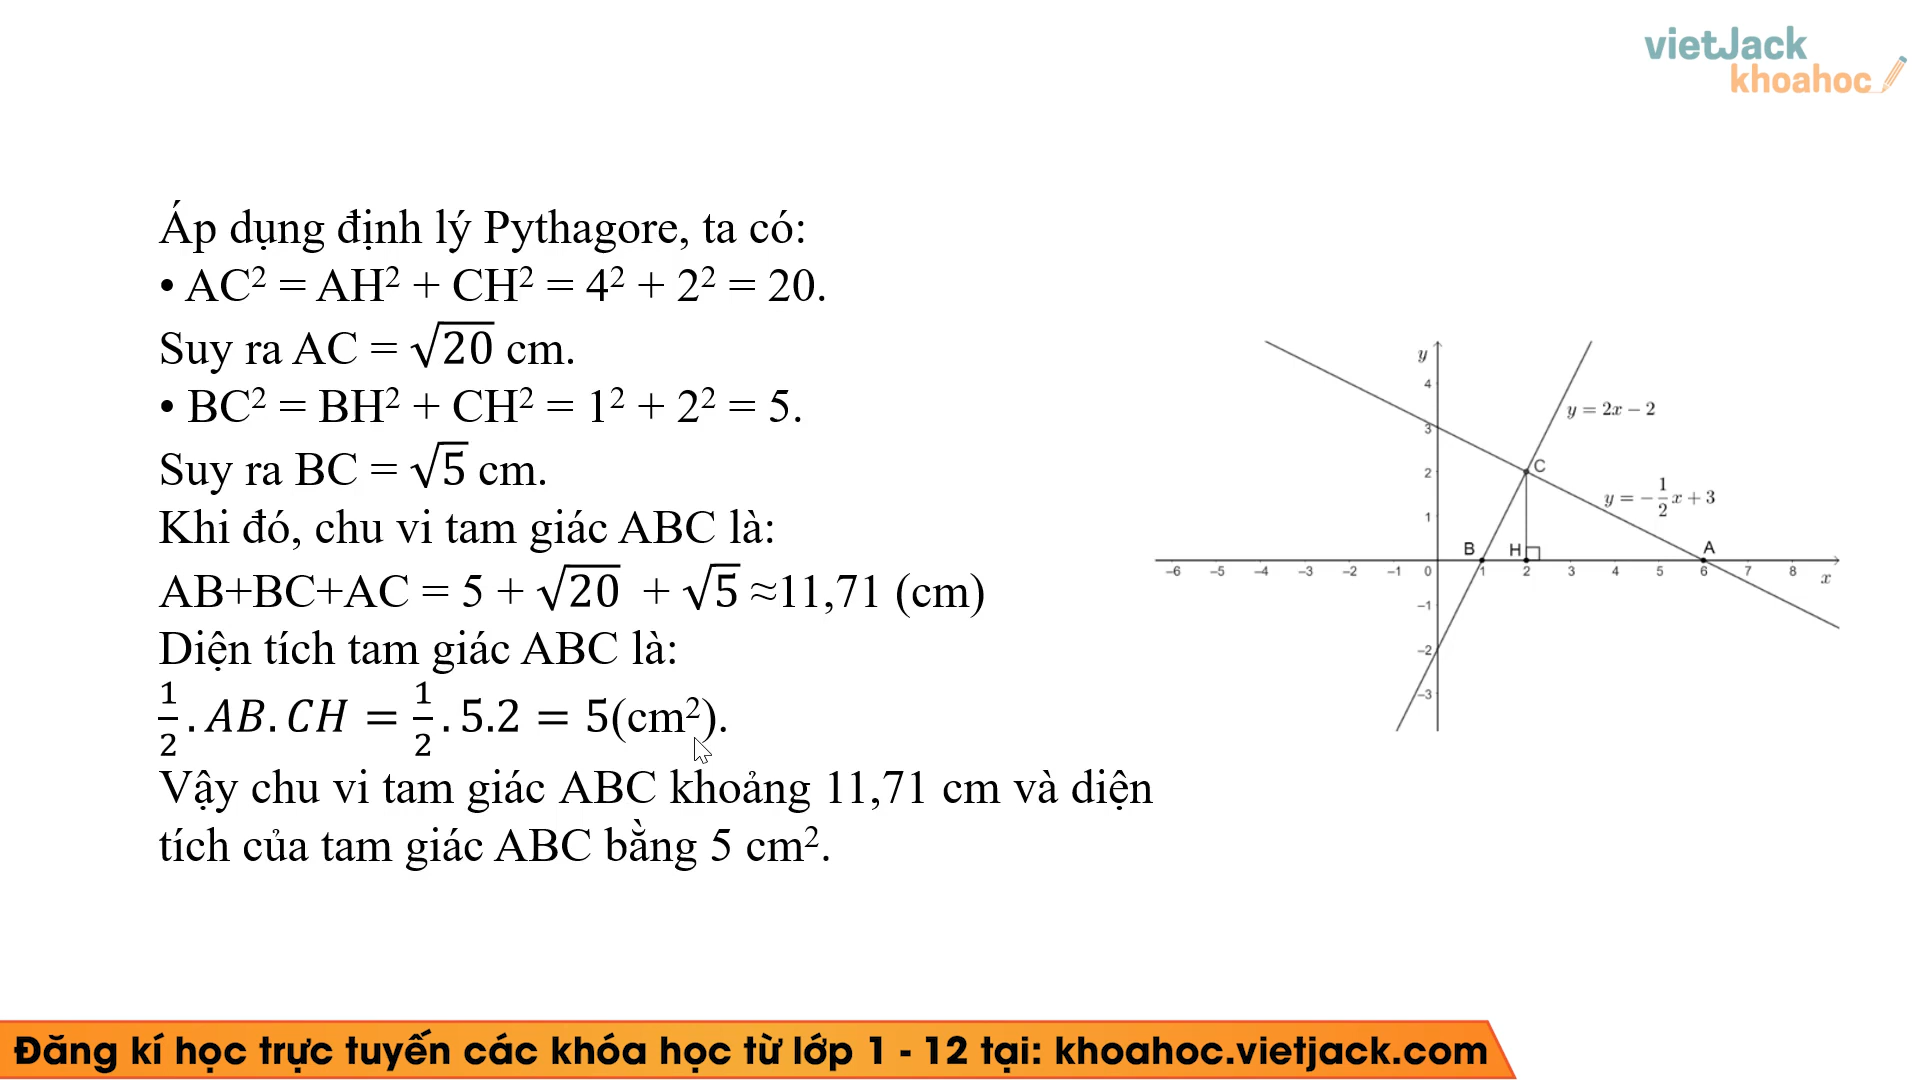 vietJack
khoahoc
Áp dụng định lý Pythagore, ta có:
• AC² = AH² + CH² = 4² + 2² = 20.
Suy ra AC = √20 cm.
• BC² = BH² + CH² = 1² + 2² = 5.
Suy ra BC = √5 cm.
Khi đó, chu vi tam giác ABC là:
AB+BC+AC = 5 + √20 + √5 ≈11,71 (cm)
Diện tích tam giác ABC là:
1/2 . AB. CH = 1/2 . 5.2 = 5(cm²).
Vậy chu vi tam giác ABC khoảng 11,71 cm và diện
tích của tam giác ABC bằng 5 cm².
y
4
y = 2x − 2
3
C
2
y = −1/2 x + 3
1
B H A
−6 −5 −4 −3 −2 −1 0 1 2 3 4 5 6 7 8 x
−1
−2
−3
Đăng kí học trực tuyến các khóa học từ lớp 1 - 12 tại: khoahoc.vietjack.com